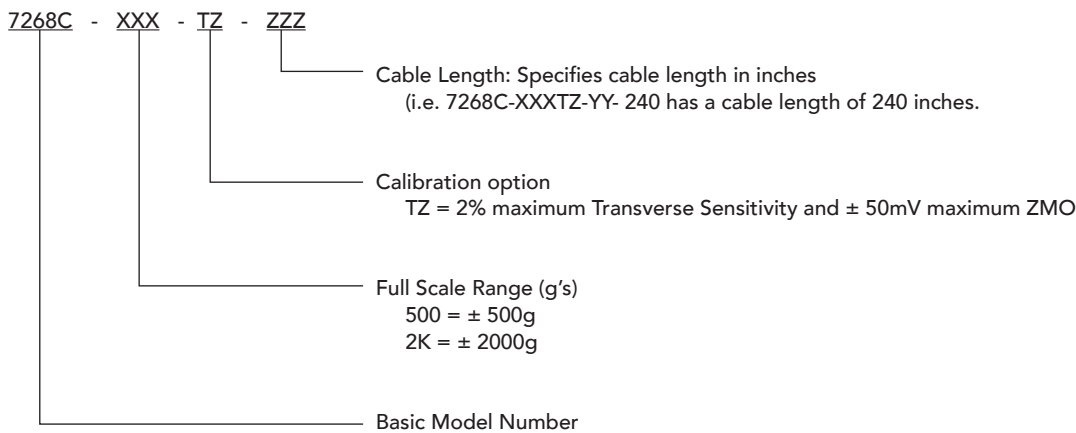 7268C - XXX - TZ - ZZZ
Cable Length: Specifies cable length in inches
(i.e. 7268C-XXXTZ-YY- 240 has a cable length of 240 inches.
Calibration option
TZ = 2% maximum Transverse Sensitivity and ± 50mV maximum ZMO
Full Scale Range (g's)
500 = ± 500g
2K = ± 2000g
Basic Model Number